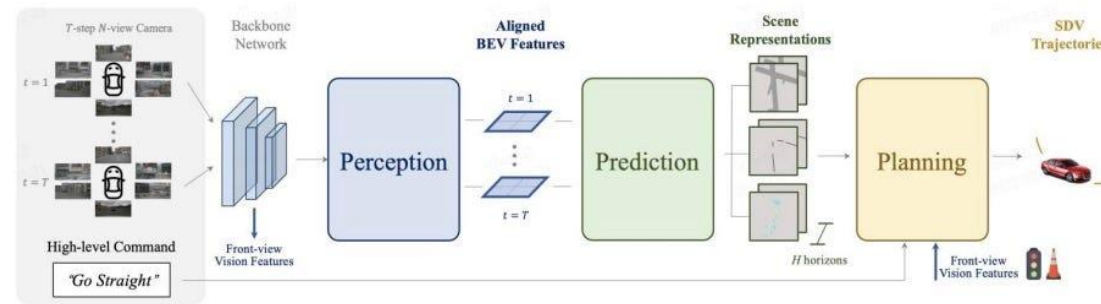 T-step N-view Camera
t = 1
t = T
High-level Command
"Go Straight"
Backbone
Network
Front-view
Vision Features
Perception
Aligned
BEV Features
t = 1
t = T
Prediction
Scene
Representations
H horizons
Planning
Front-view
Vision Features
SDV
Trajectorie